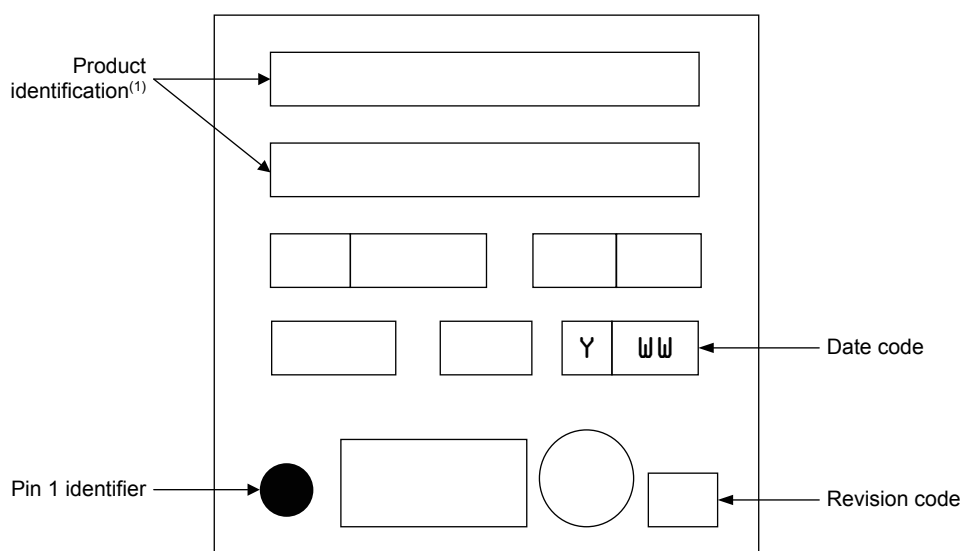 Product
identification(1)
Y WW
Date code
Pin 1 identifier
Revision code